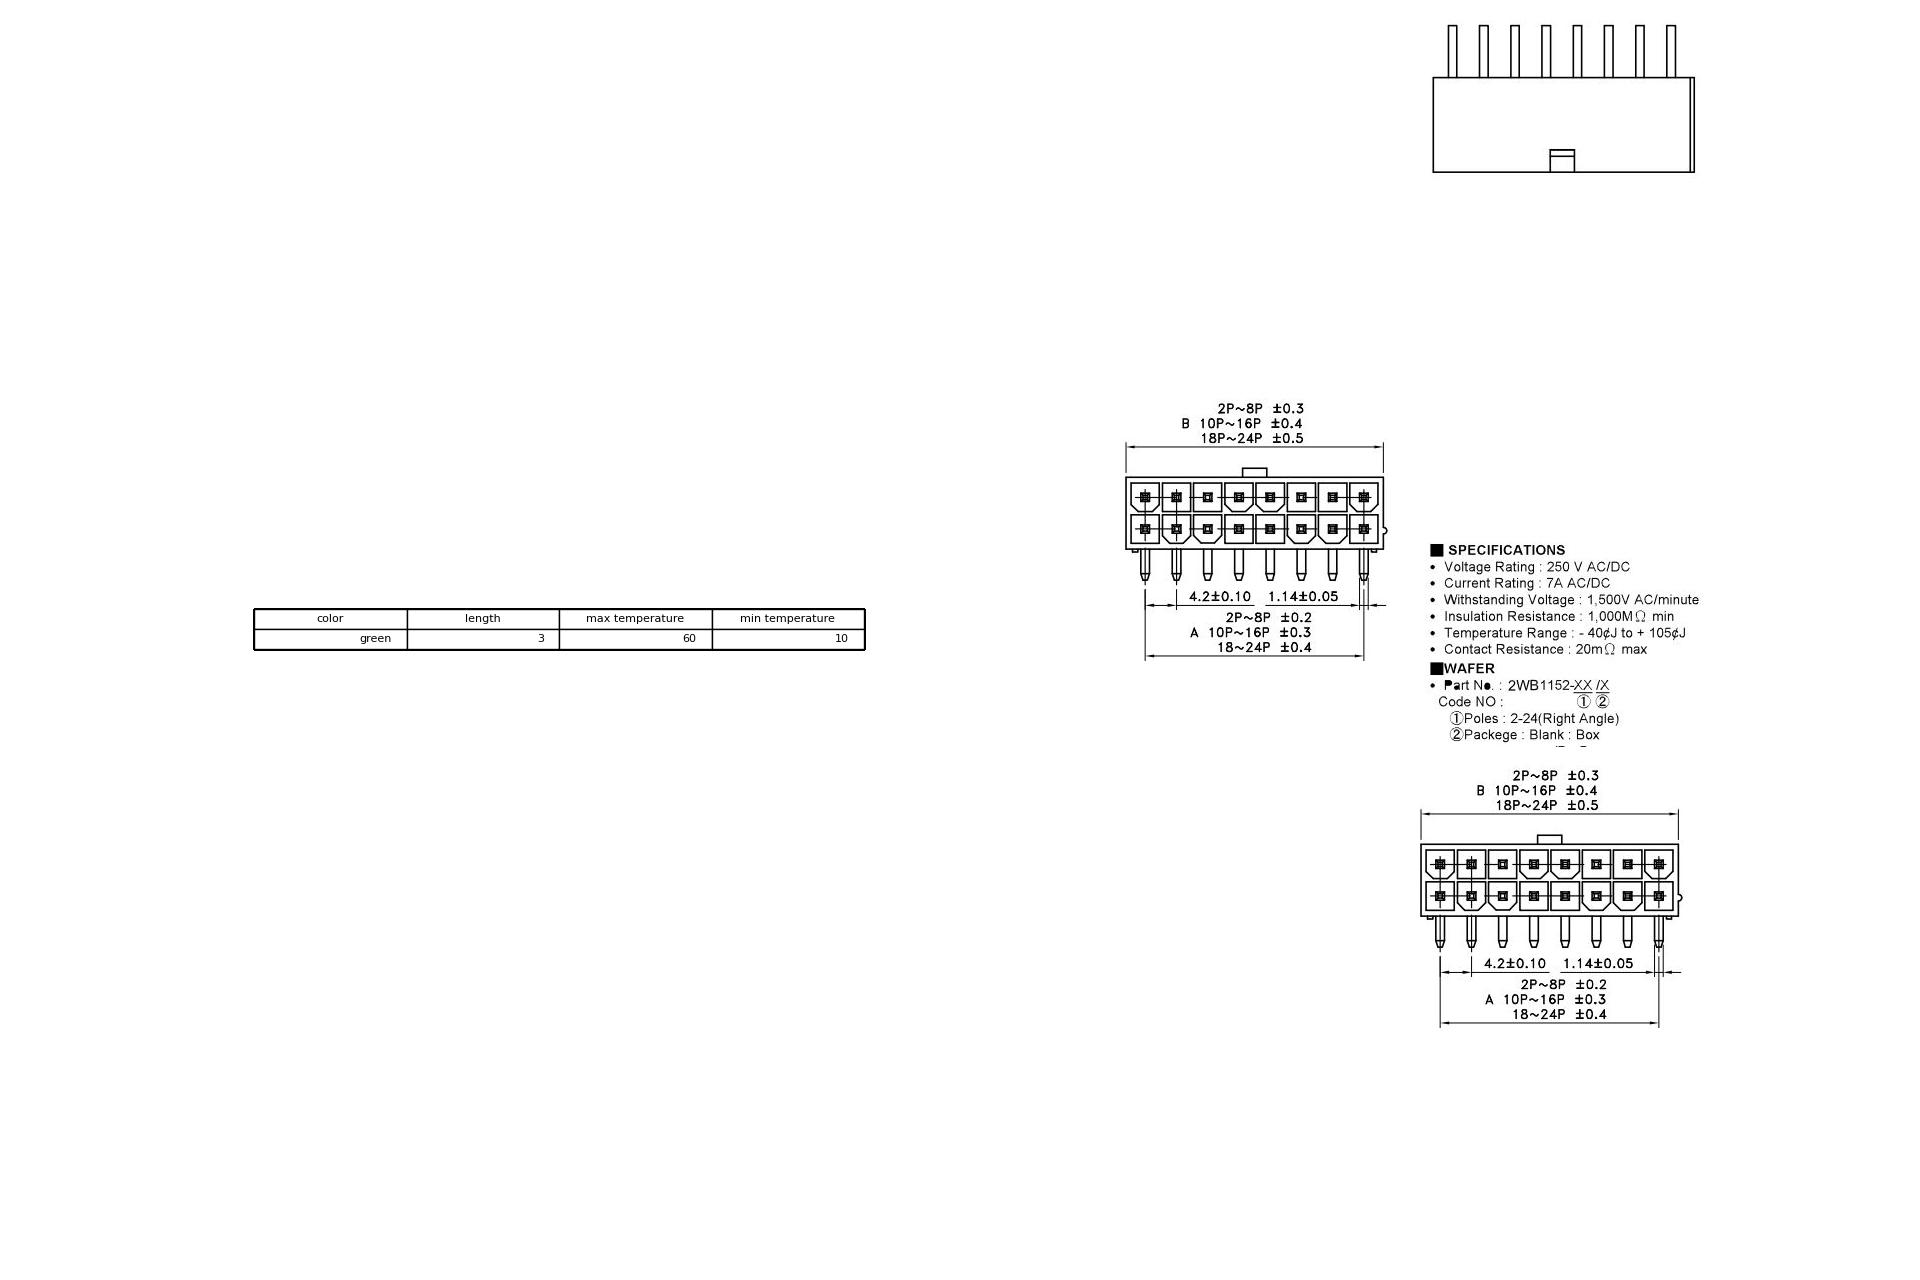 2P~8P ±0.3
B 10P~16P ±0.4
18P~24P ±0.5
4.2±0.10 1.14±0.05
2P~8P ±0.2
A 10P~16P ±0.3
18~24P ±0.4
color length max temperature min temperature
green 3 60 10
■ SPECIFICATIONS
• Voltage Rating : 250 V AC/DC
• Current Rating : 7A AC/DC
• Withstanding Voltage : 1,500V AC/minute
• Insulation Resistance : 1,000MΩ min
• Temperature Range : - 40¢J to + 105¢J
• Contact Resistance : 20mΩ max
■WAFER
• Part No. : 2WB1152-XX /X
Code NO : ① ②
①Poles : 2-24(Right Angle)
②Packege : Blank : Box
2P~8P ±0.3
B 10P~16P ±0.4
18P~24P ±0.5
4.2±0.10 1.14±0.05
2P~8P ±0.2
A 10P~16P ±0.3
18~24P ±0.4